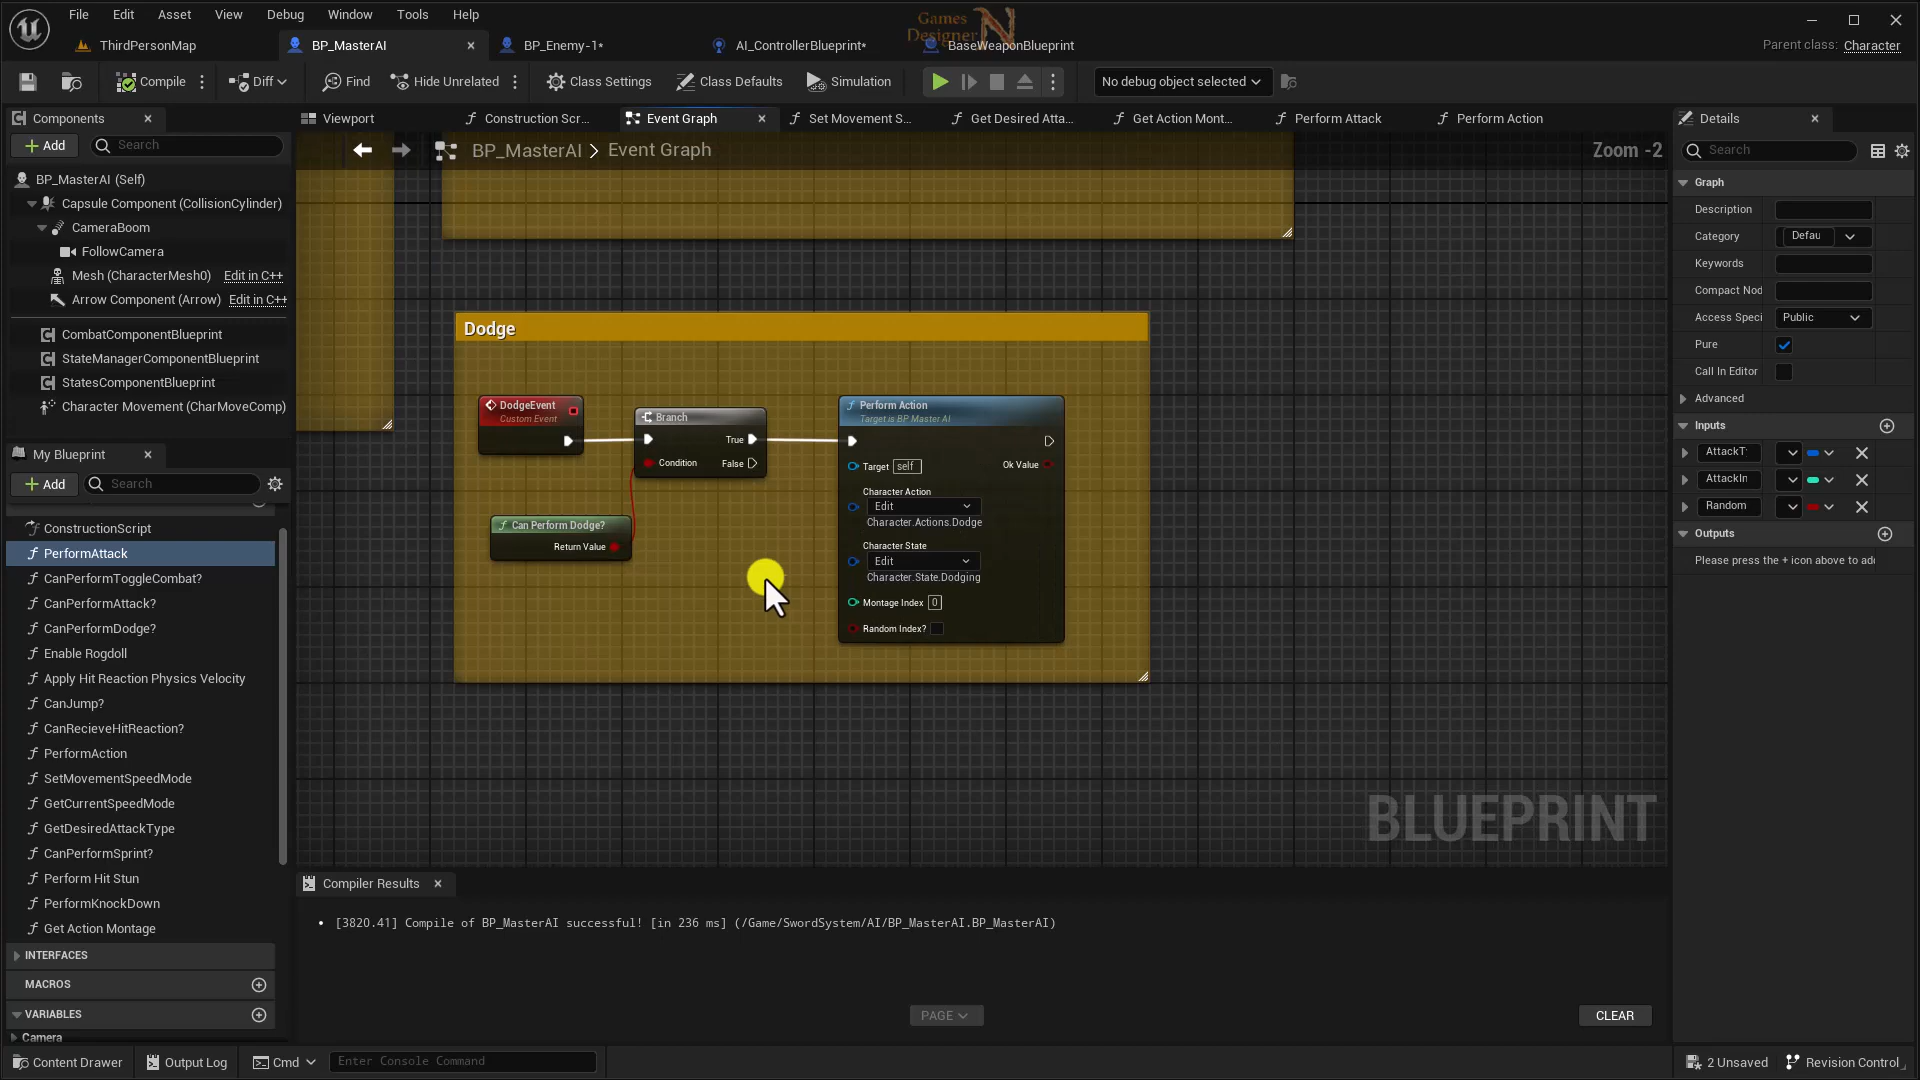 File Edit Asset View Debug Window Tools Help
Games Designer N
ThirdPersonMap
BP_MasterAI
BP_Enemy-1*
AI_ControllerBlueprint*
BaseWeaponBlueprint
Parent class: Character
Compile
Diff
Find
Hide Unrelated
Class Settings
Class Defaults
Simulation
No debug object selected
Components
Add
Search
BP_MasterAI (Self)
Capsule Component (CollisionCylinder)
CameraBoom
FollowCamera
Mesh (CharacterMesh0) Edit in C++
Arrow Component (Arrow) Edit in C++
CombatComponentBlueprint
StateManagerComponentBlueprint
StatesComponentBlueprint
Character Movement (CharMoveComp)
My Blueprint
Add
Search
ConstructionScript
PerformAttack
CanPerformToggleCombat?
CanPerformAttack?
CanPerformDodge?
Enable Rogdoll
Apply Hit Reaction Physics Velocity
CanJump?
CanRecieveHitReaction?
PerformAction
SetMovementSpeedMode
GetCurrentSpeedMode
GetDesiredAttackType
CanPerformSprint?
Perform Hit Stun
PerformKnockDown
Get Action Montage
INTERFACES
MACROS
VARIABLES
Camera
Viewport
Construction Scr...
Event Graph
Set Movement S...
Get Desired Atta...
Get Action Mont...
Perform Attack
Perform Action
BP_MasterAI > Event Graph
Zoom -2
Dodge
DodgeEvent
Custom Event
Branch
True
Condition
False
Can Perform Dodge?
Return Value
Perform Action
Target is BP Master AI
Target self
Ok Value
Character Action
Edit
Character.Actions.Dodge
Character State
Edit
Character.State.Dodging
Montage Index 0
Random Index?
BLUEPRINT
Compiler Results
[3820.41] Compile of BP_MasterAI successful! [in 236 ms] (/Game/SwordSystem/AI/BP_MasterAI.BP_MasterAI)
PAGE
CLEAR
Details
Search
Graph
Description
Category Defau
Keywords
Compact Nod
Access Speci Public
Pure
Call In Editor
Advanced
Inputs
AttackT
AttackIn
Random
Outputs
Please press the + icon above to add
Content Drawer
Output Log
Cmd
Enter Console Command
2 Unsaved
Revision Control